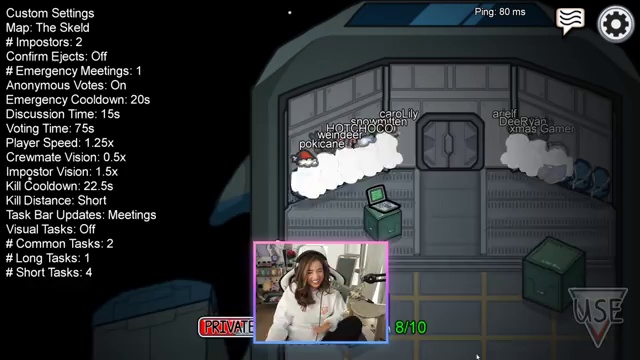 Custom Settings
Map: The Skeld
# Impostors: 2
Confirm Ejects: Off
# Emergency Meetings: 1
Anonymous Votes: On
Emergency Cooldown: 20s
Discussion Time: 15s
Voting Time: 75s
Player Speed: 1.25x
Crewmate Vision: 0.5x
Impostor Vision: 1.5x
Kill Cooldown: 22.5s
Kill Distance: Short
Task Bar Updates: Meetings
Visual Tasks: Off
# Common Tasks: 2
# Long Tasks: 1
# Short Tasks: 4
Ping: 80 ms
caroLily
snowmitten
HOTCHOCO
weindeer
pokicane
arielf
DeeRyan
xmas Gamer
PRIVATE
8/10
USE